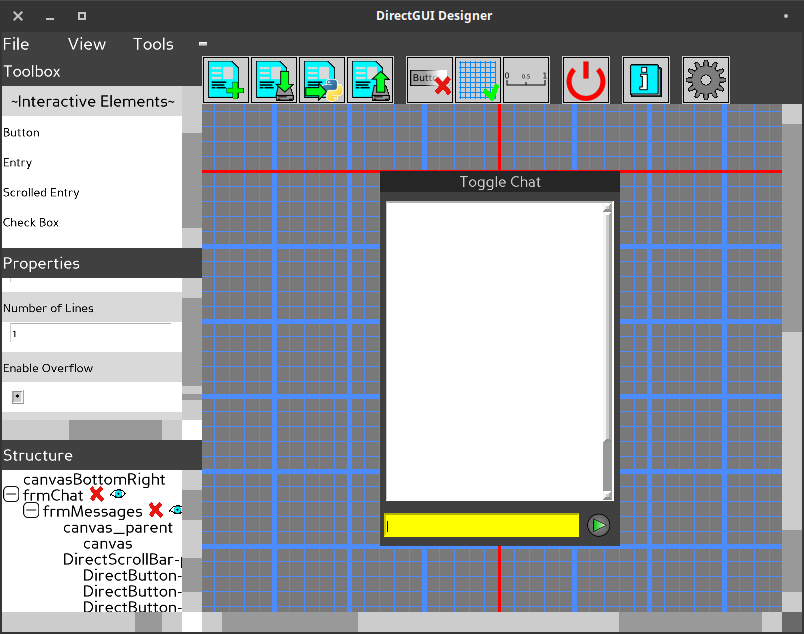 DirectGUI Designer
File View Tools
Toolbox
~Interactive Elements~
Button
Entry
Scrolled Entry
Check Box
Properties
Number of Lines
1
Enable Overflow
Structure
canvasBottomRight
frmChat
frmMessages
canvas_parent
canvas
DirectScrollBar-
DirectButton-
DirectButton-
DirectButton-
Butt
0 0.5 1
Toggle Chat